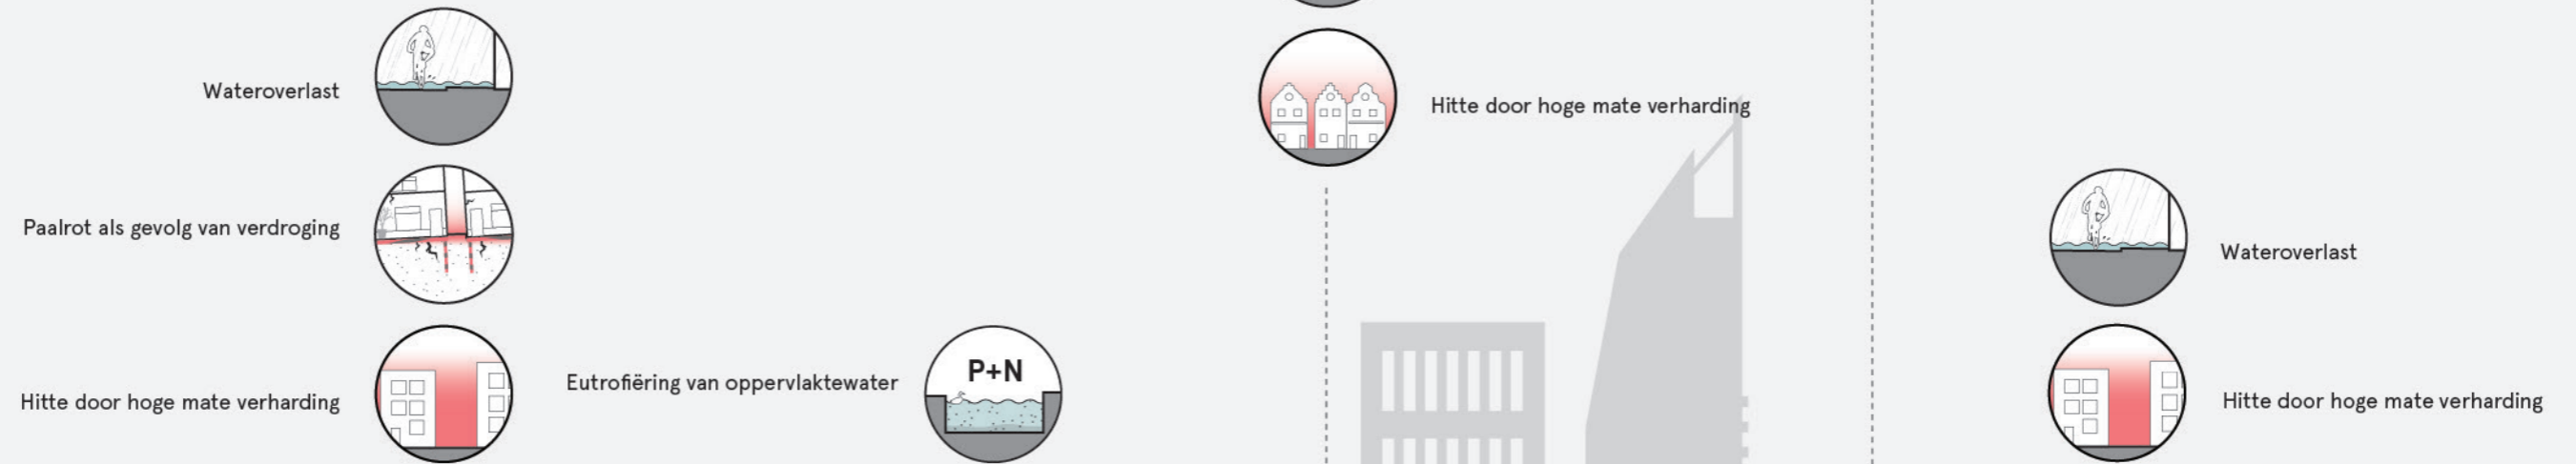 Wateroverlast
Paalrot als gevolg van verdroging
Hitte door hoge mate verharding
Eutrofiëring van oppervlaktewater
P+N
Hitte door hoge mate verharding
Wateroverlast
Hitte door hoge mate verharding